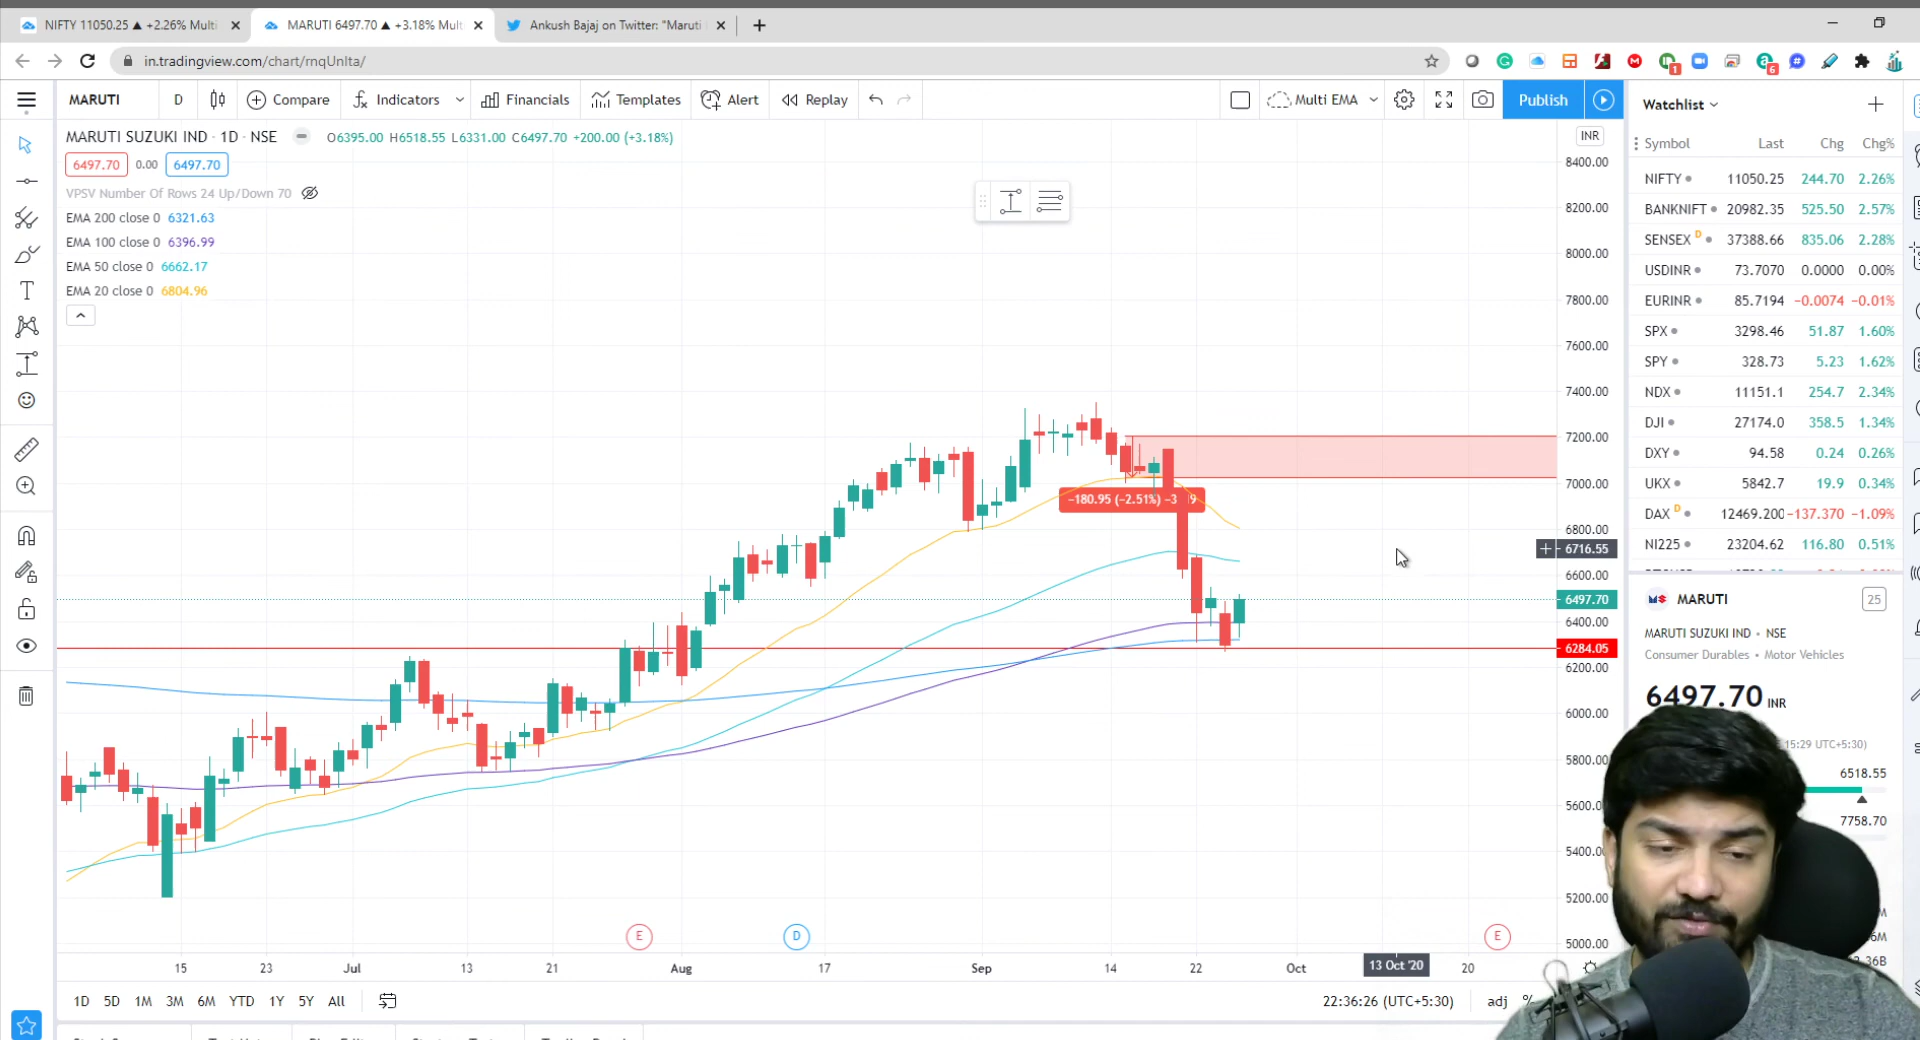 NIFTY 11050.25 ▲ +2.26% Multi
MARUTI 6497.70 ▲ +3.18% Mult
Ankush Bajaj on Twitter: "Maruti
in.tradingview.com/chart/rnqUnIta/
MARUTI D Compare Indicators Financials Templates Alert Replay Multi EMA Publish
MARUTI SUZUKI IND · 1D · NSE O6395.00 H6518.55 L6331.00 C6497.70 +200.00 (+3.18%)
6497.70 0.00 6497.70
VPSV Number Of Rows 24 Up/Down 70
EMA 200 close 0 6321.63
EMA 100 close 0 6396.99
EMA 50 close 0 6662.17
EMA 20 close 0 6804.96
INR
8400.00
8200.00
8000.00
7800.00
7600.00
7400.00
7200.00
7000.00
6800.00
6716.55
6600.00
6497.70
6400.00
6284.05
6200.00
6000.00
5800.00
5600.0
5400.0
5200.00
5000.00
−180.95 (−2.51%) −3 9
E D E
15 23 Jul 13 21 Aug 17 Sep 14 22 Oct 13 Oct '20 20
1D 5D 1M 3M 6M YTD 1Y 5Y All
22:36:26 (UTC+5:30) adj %
Watchlist
Symbol Last Chg Chg%
NIFTY 11050.25 244.70 2.26%
BANKNIFT 20982.35 525.50 2.57%
SENSEX D 37388.66 835.06 2.28%
USDINR 73.7070 0.0000 0.00%
EURINR 85.7194 −0.0074 −0.01%
SPX 3298.46 51.87 1.60%
SPY 328.73 5.23 1.62%
NDX 11151.1 254.7 2.34%
DJI 27174.0 358.5 1.34%
DXY 94.58 0.24 0.26%
UKX 5842.7 19.9 0.34%
DAX D 12469.200 −137.370 −1.09%
NI225 23204.62 116.80 0.51%
MARUTI 25
MARUTI SUZUKI IND • NSE
Consumer Durables • Motor Vehicles
6497.70 INR
15:29 UTC+5:30)
6518.55
7758.70